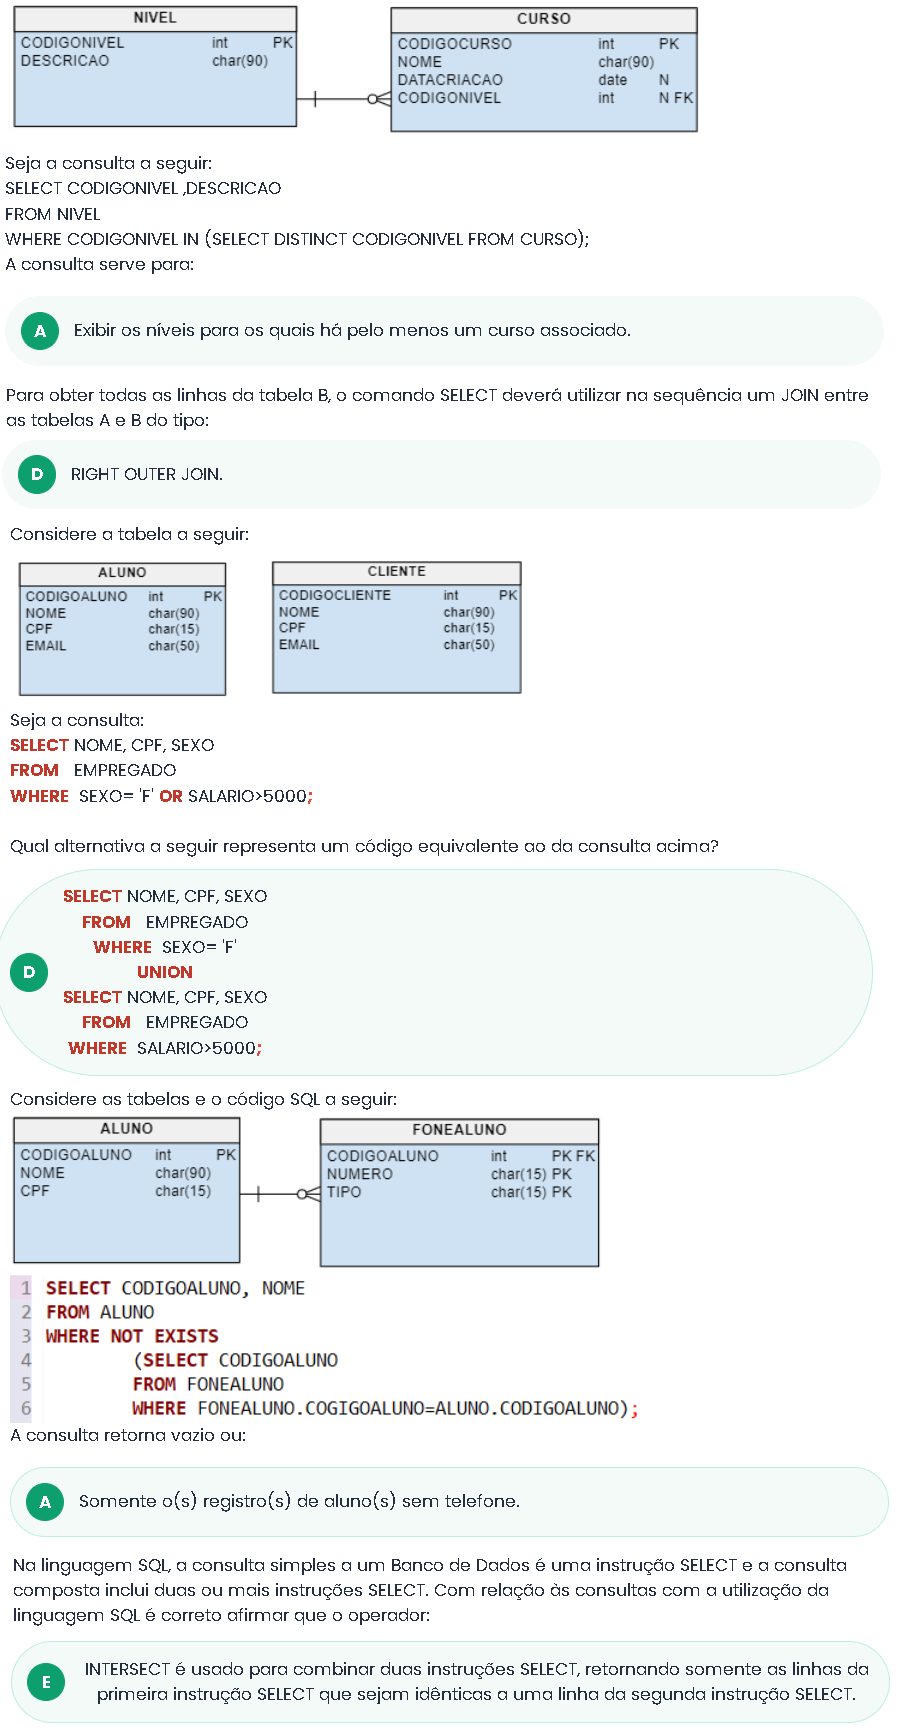 NIVEL
CODIGONIVEL int PK
DESCRICAO char(90)
CURSO
CODIGOCURSO int PK
NOME char(90)
DATACRIACAO date N
CODIGONIVEL int N FK
Seja a consulta a seguir:
SELECT CODIGONIVEL ,DESCRICAO
FROM NIVEL
WHERE CODIGONIVEL IN (SELECT DISTINCT CODIGONIVEL FROM CURSO);
A consulta serve para:
A Exibir os níveis para os quais há pelo menos um curso associado.
Para obter todas as linhas da tabela B, o comando SELECT deverá utilizar na sequência um JOIN entre
as tabelas A e B do tipo:
D RIGHT OUTER JOIN.
Considere a tabela a seguir:
ALUNO
CODIGOALUNO int PK
NOME char(90)
CPF char(15)
EMAIL char(50)
CLIENTE
CODIGOCLIENTE int PK
NOME char(90)
CPF char(15)
EMAIL char(50)
Seja a consulta:
SELECT NOME, CPF, SEXO
FROM EMPREGADO
WHERE SEXO= 'F' OR SALARIO>5000;
Qual alternativa a seguir representa um código equivalente ao da consulta acima?
SELECT NOME, CPF, SEXO
FROM EMPREGADO
WHERE SEXO= 'F'
D UNION
SELECT NOME, CPF, SEXO
FROM EMPREGADO
WHERE SALARIO>5000;
Considere as tabelas e o código SQL a seguir:
ALUNO
CODIGOALUNO int PK
NOME char(90)
CPF char(15)
FONEALUNO
CODIGOALUNO int PK FK
NUMERO char(15) PK
TIPO char(15) PK
1 SELECT CODIGOALUNO, NOME
2 FROM ALUNO
3 WHERE NOT EXISTS
4 (SELECT CODIGOALUNO
5 FROM FONEALUNO
6 WHERE FONEALUNO.COGIGOALUNO=ALUNO.CODIGOALUNO);
A consulta retorna vazio ou:
A Somente o(s) registro(s) de aluno(s) sem telefone.
Na linguagem SQL, a consulta simples a um Banco de Dados é uma instrução SELECT e a consulta
composta inclui duas ou mais instruções SELECT. Com relação às consultas com a utilização da
linguagem SQL é correto afirmar que o operador:
E INTERSECT é usado para combinar duas instruções SELECT, retornando somente as linhas da
primeira instrução SELECT que sejam idênticas a uma linha da segunda instrução SELECT.